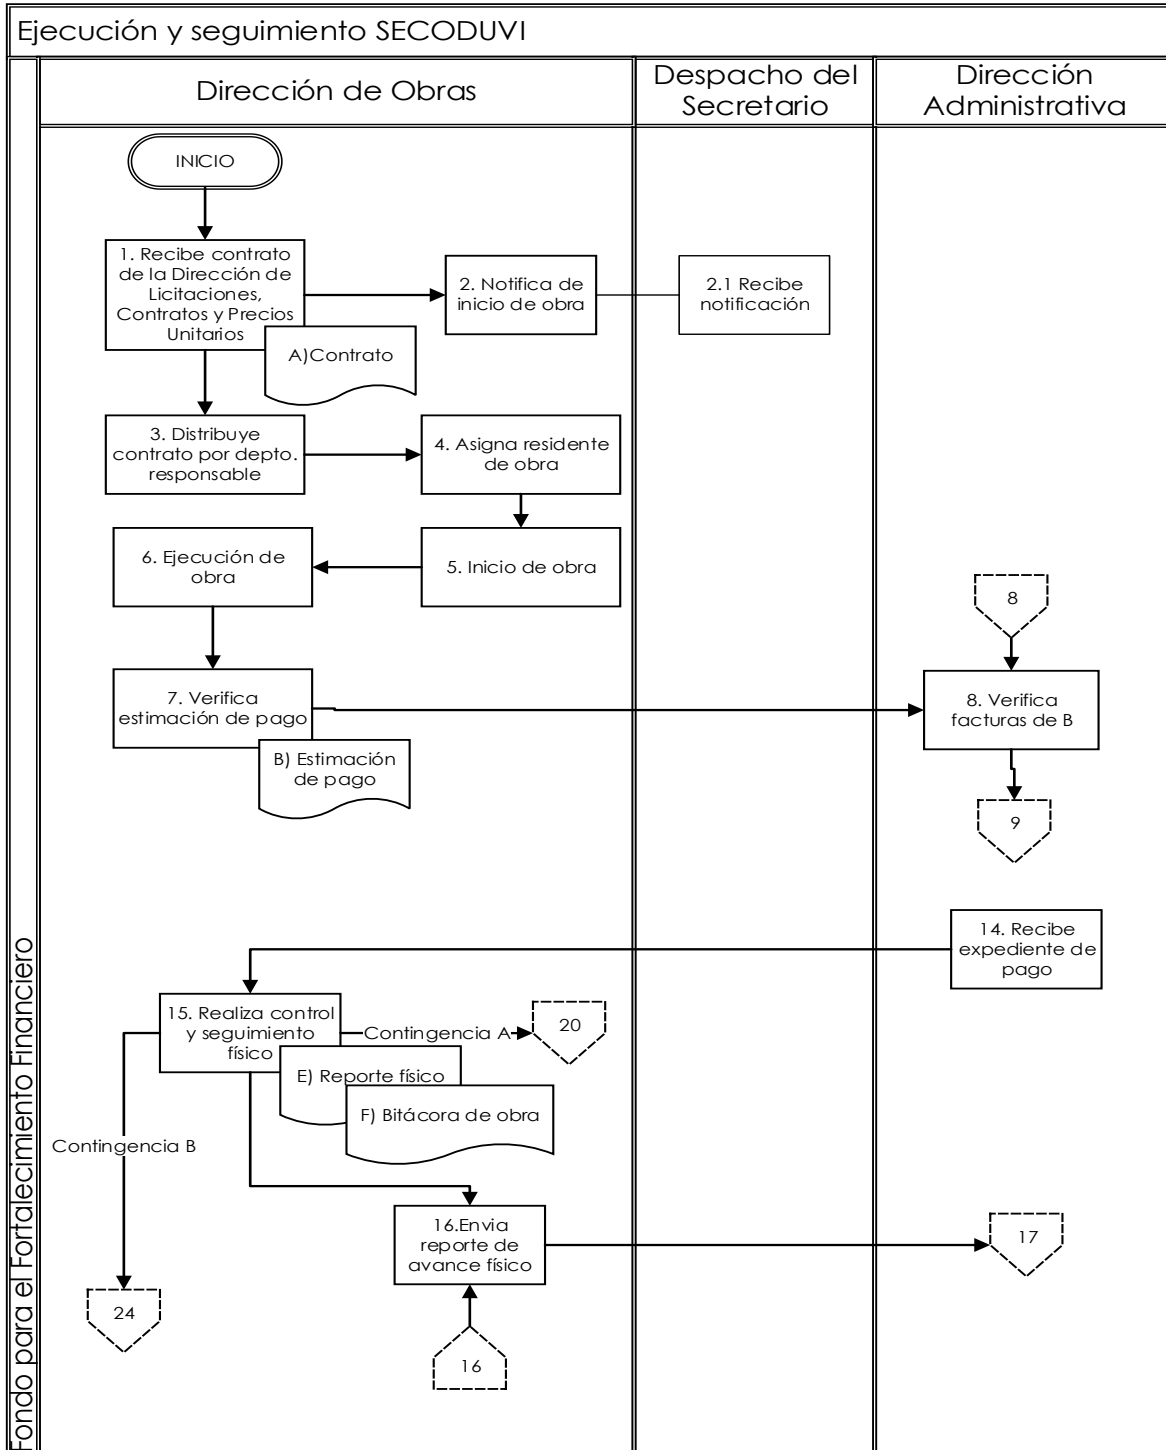 Ejecución y seguimiento SECODUVI
Dirección de Obras
Despacho del
Secretario
Dirección
Administrativa
Fondo para el Fortalecimiento Financiero
INICIO
1. Recibe contrato
de la Dirección de
Licitaciones,
Contratos y Precios
Unitarios
A)Contrato
2. Notifica de
inicio de obra
2.1 Recibe
notificación
3. Distribuye
contrato por depto.
responsable
4. Asigna residente
de obra
6. Ejecución de
obra
5. Inicio de obra
8
7. Verifica
estimación de pago
B) Estimación
de pago
8. Verifica
facturas de B
9
14. Recibe
expediente de
pago
15. Realiza control
y seguimiento
físico
Contingencia A
20
E) Reporte físico
F) Bitácora de obra
Contingencia B
16.Envia
reporte de
avance físico
17
24
16